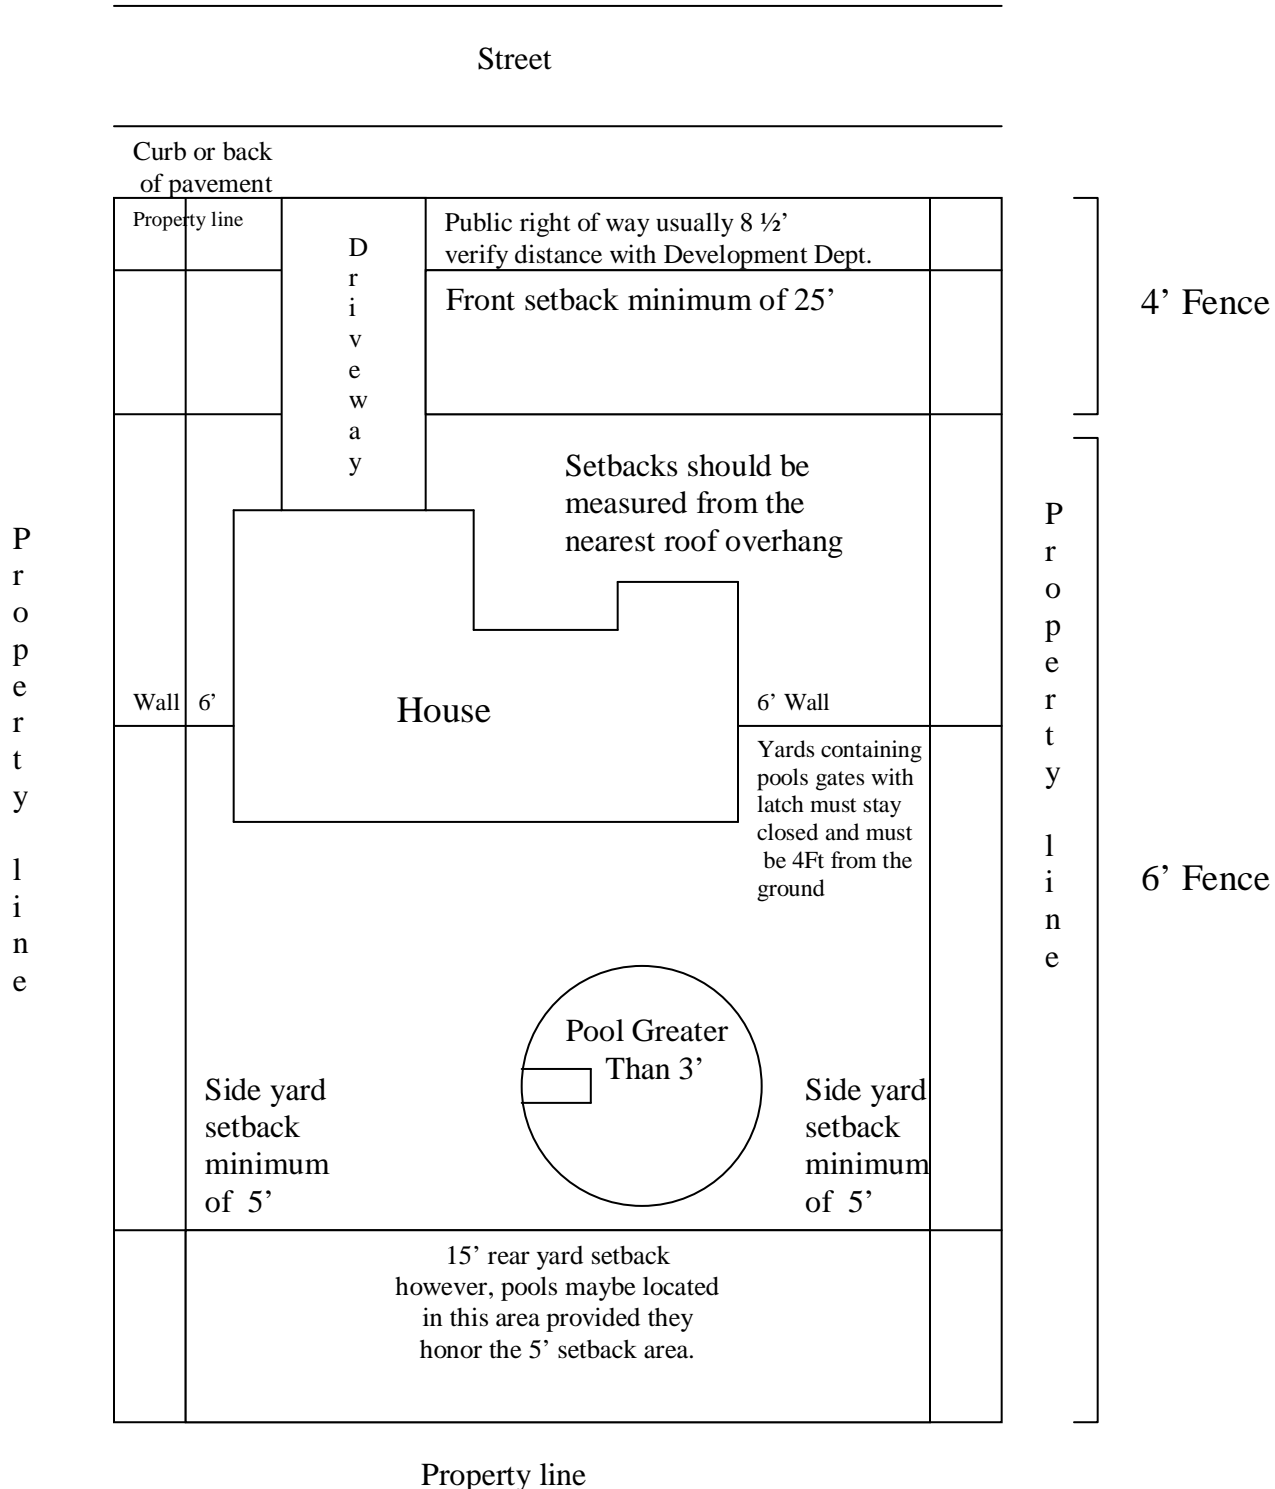 Street
Curb or back
of pavement
Property line
Public right of way usually 8 ½’
verify distance with Development Dept.
Driveway
Front setback minimum of 25’
4’ Fence
Setbacks should be
measured from the
nearest roof overhang
Property line
Property line
Wall 6’
House
6’ Wall
Yards containing
pools gates with
latch must stay
closed and must
be 4Ft from the
ground
6’ Fence
Pool Greater
Than 3’
Side yard
setback
minimum
of 5’
Side yard
setback
minimum
of 5’
15’ rear yard setback
however, pools maybe located
in this area provided they
honor the 5’ setback area.
Property line